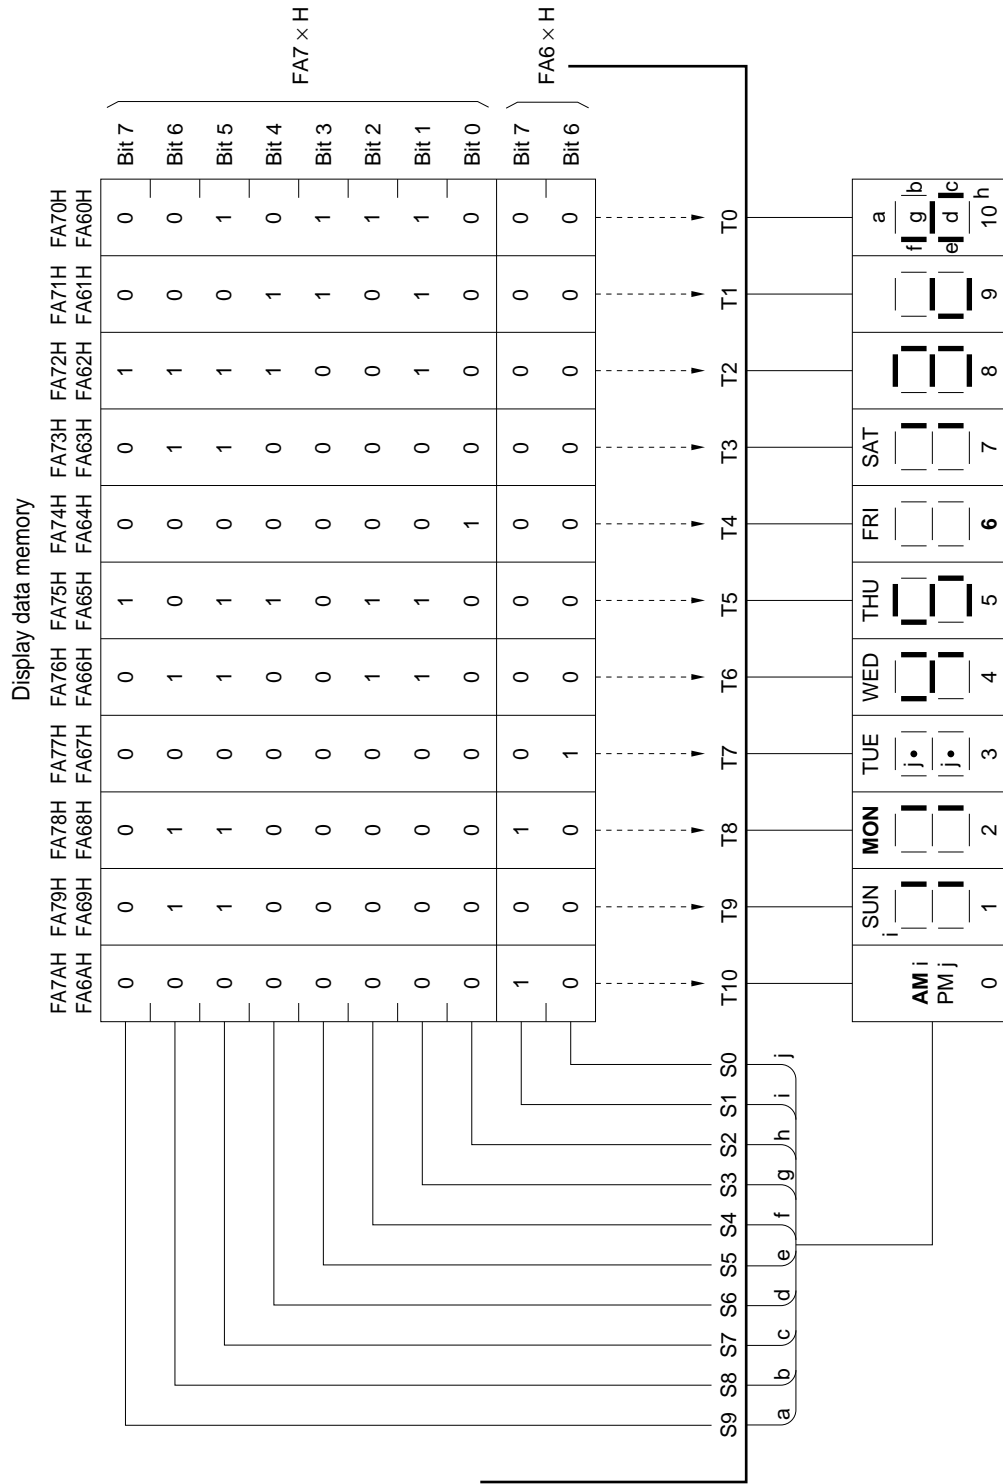 Display data memory
FA7AH FA79H FA78H FA77H FA76H FA75H FA74H FA73H FA72H FA71H FA70H
FA6AH FA69H FA68H FA67H FA66H FA65H FA64H FA63H FA62H FA61H FA60H
0 0 0 0 0 1 0 0 1 0 0 Bit 7
0 1 1 0 1 0 0 1 1 0 0 Bit 6
0 1 1 0 1 1 0 1 1 0 1 Bit 5
0 0 0 0 0 1 0 0 1 1 0 Bit 4
FA7 × H
0 0 0 0 0 0 0 0 0 1 1 Bit 3
0 0 0 0 1 1 0 0 0 0 1 Bit 2
0 0 0 0 1 1 0 0 1 1 1 Bit 1
0 0 0 0 0 0 1 0 0 0 0 Bit 0
1 0 1 0 0 0 0 0 0 0 0 Bit 7
FA6 × H
0 0 0 1 0 0 0 0 0 0 0 Bit 6
S9 S8 S7 S6 S5 S4 S3 S2 S1 S0 T10 T9 T8 T7 T6 T5 T4 T3 T2 T1 T0
a b c d e f g h i j
SUN MON TUE WED THU FRI SAT a
i
AM i j f g b
PM j j e d c
0 1 2 3 4 5 6 7 8 9 10 h